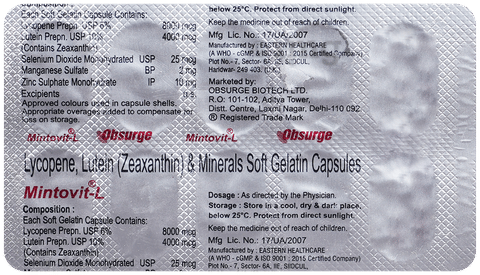 Composition
Each Soft Gelatin Capsule Contains:
Lycopene Prepn. USP 6% 8000 mcg
Lutein Prepn. USP 10% 4000 mcg
(Contains Zeaxanthin)
Selenium Dioxide Monohydrated USP 25 mcg
Manganese Sulfate BP 2 mg
Zinc Sulphate Monohydrate IP 10 mg
Excipients q.s.
Approved colours used in capsule shells.
Appropriate overages added to compensate for
loss on storage.
below 25°C. Protect from direct sunlight.
Keep the medicine out of reach of children.
Mfg Lic. No.: 17/UA/2007
Manufactured by : EASTERN HEALTHCARE
(A WHO - cGMP & ISO 9001 : 2015 Certified Company)
Plot No.- 7, Sector- 6A, IIE, SIDCUL,
Haridwar- 249 403. (U.K.)
Marketed by:
OBSURGE BIOTECH LTD.
R.O: 101-102, Aditya Tower,
Distt. Centre, Laxmi Nagar, Delhi-110 092
® Registered Trade Mark
Mintovit®-L Obsurge Mintovit®-L Obsurge
Lycopene, Lutein (Zeaxanthin) & Minerals Soft Gelatin Capsules
Mintovit®-L
Composition :
Each Soft Gelatin Capsule Contains:
Lycopene Prepn. USP 6% 8000 mcg
Lutein Prepn. USP 10% 4000 mcg
(Contains Zeaxanthin)
Selenium Dioxide Monohydrated USP 25 mcg
Dosage : As directed by the Physician.
Storage : Store in a cool, dry & dark place,
below 25°C. Protect from direct sunlight.
Keep the medicine out of reach of children.
Mfg Lic. No.: 17/UA/2007
Manufactured by : EASTERN HEALTHCARE
(A WHO - cGMP & ISO 9001 : 2015 Certified Company)
Plot No.- 7, Sector- 6A, IIE, SIDCUL,